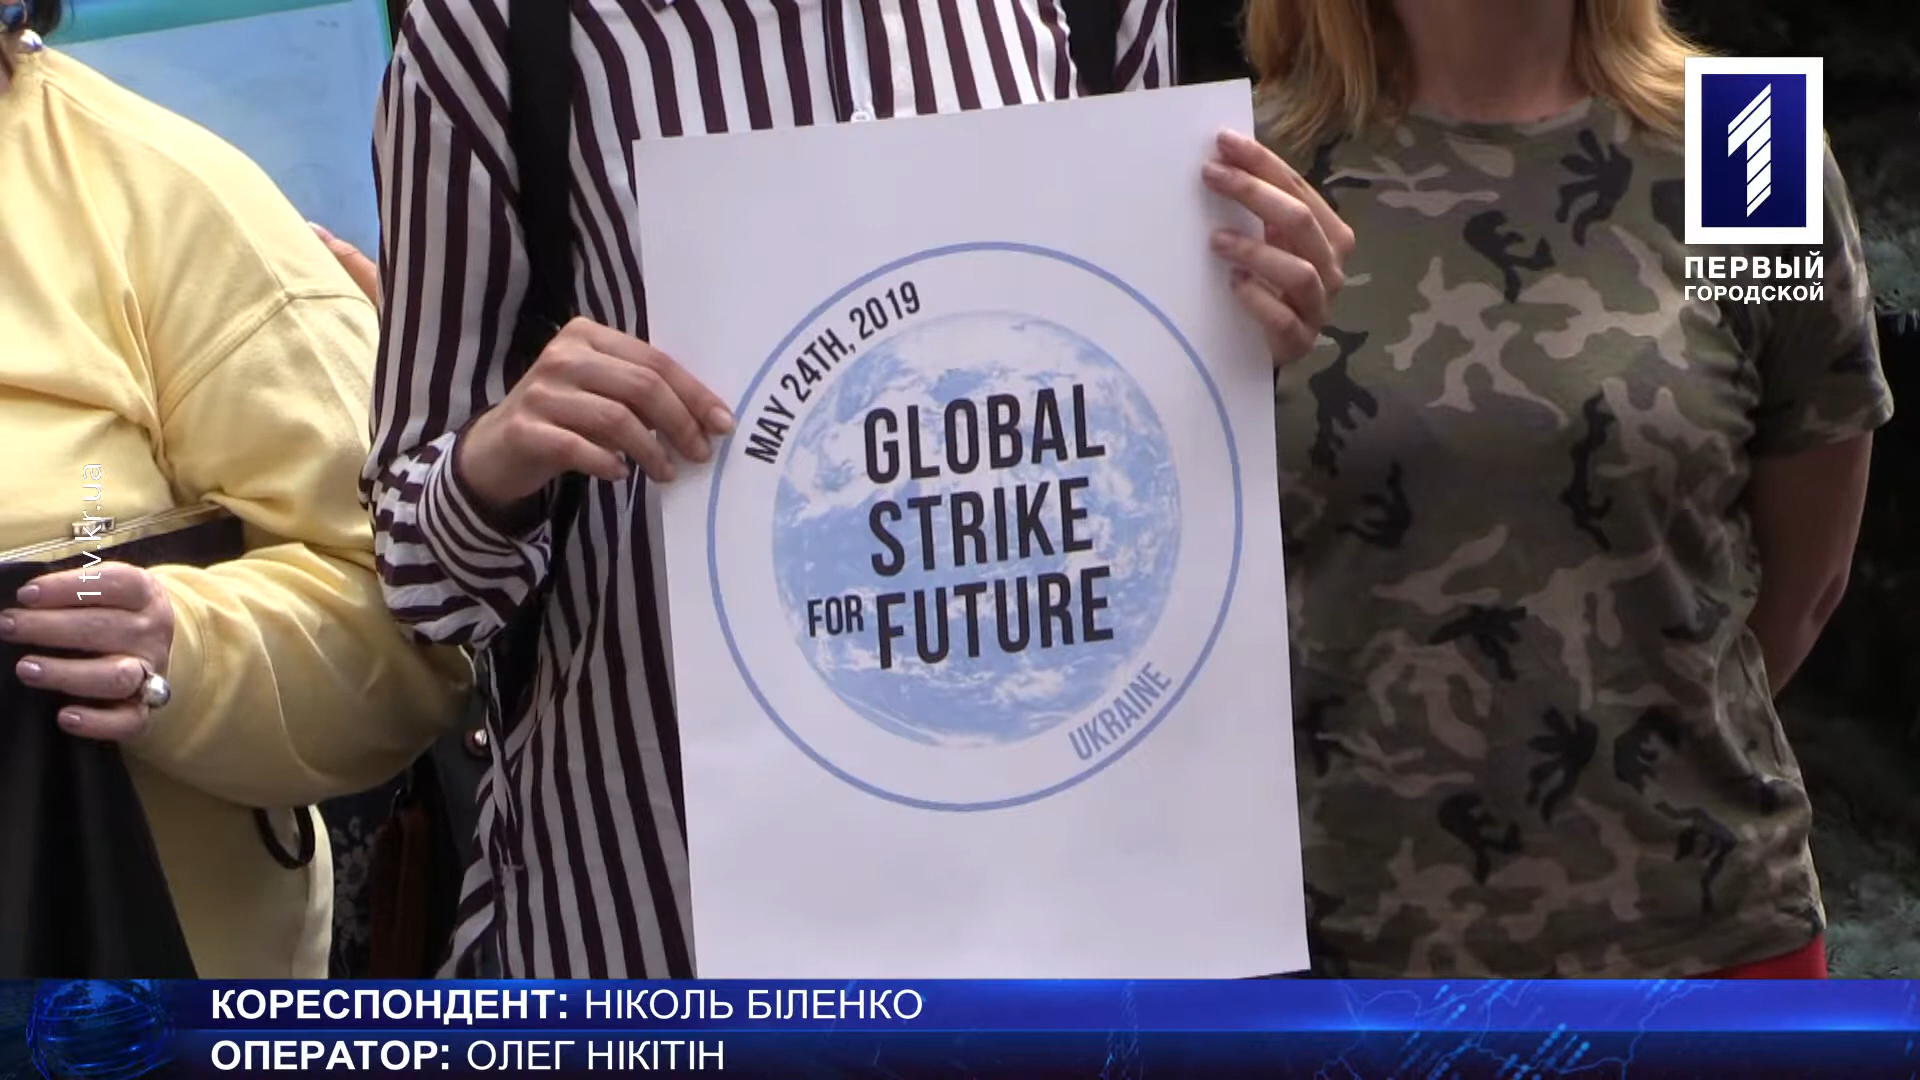 MAY 24TH, 2019
GLOBAL
STRIKE
FOR FUTURE
UKRAINE
1
ПЕРВЫЙ
ГОРОДСКОЙ
1tv.kr.ua
КОРЕСПОНДЕНТ: НІКОЛЬ БІЛЕНКО
ОПЕРАТОР: ОЛЕГ НІКІТІН